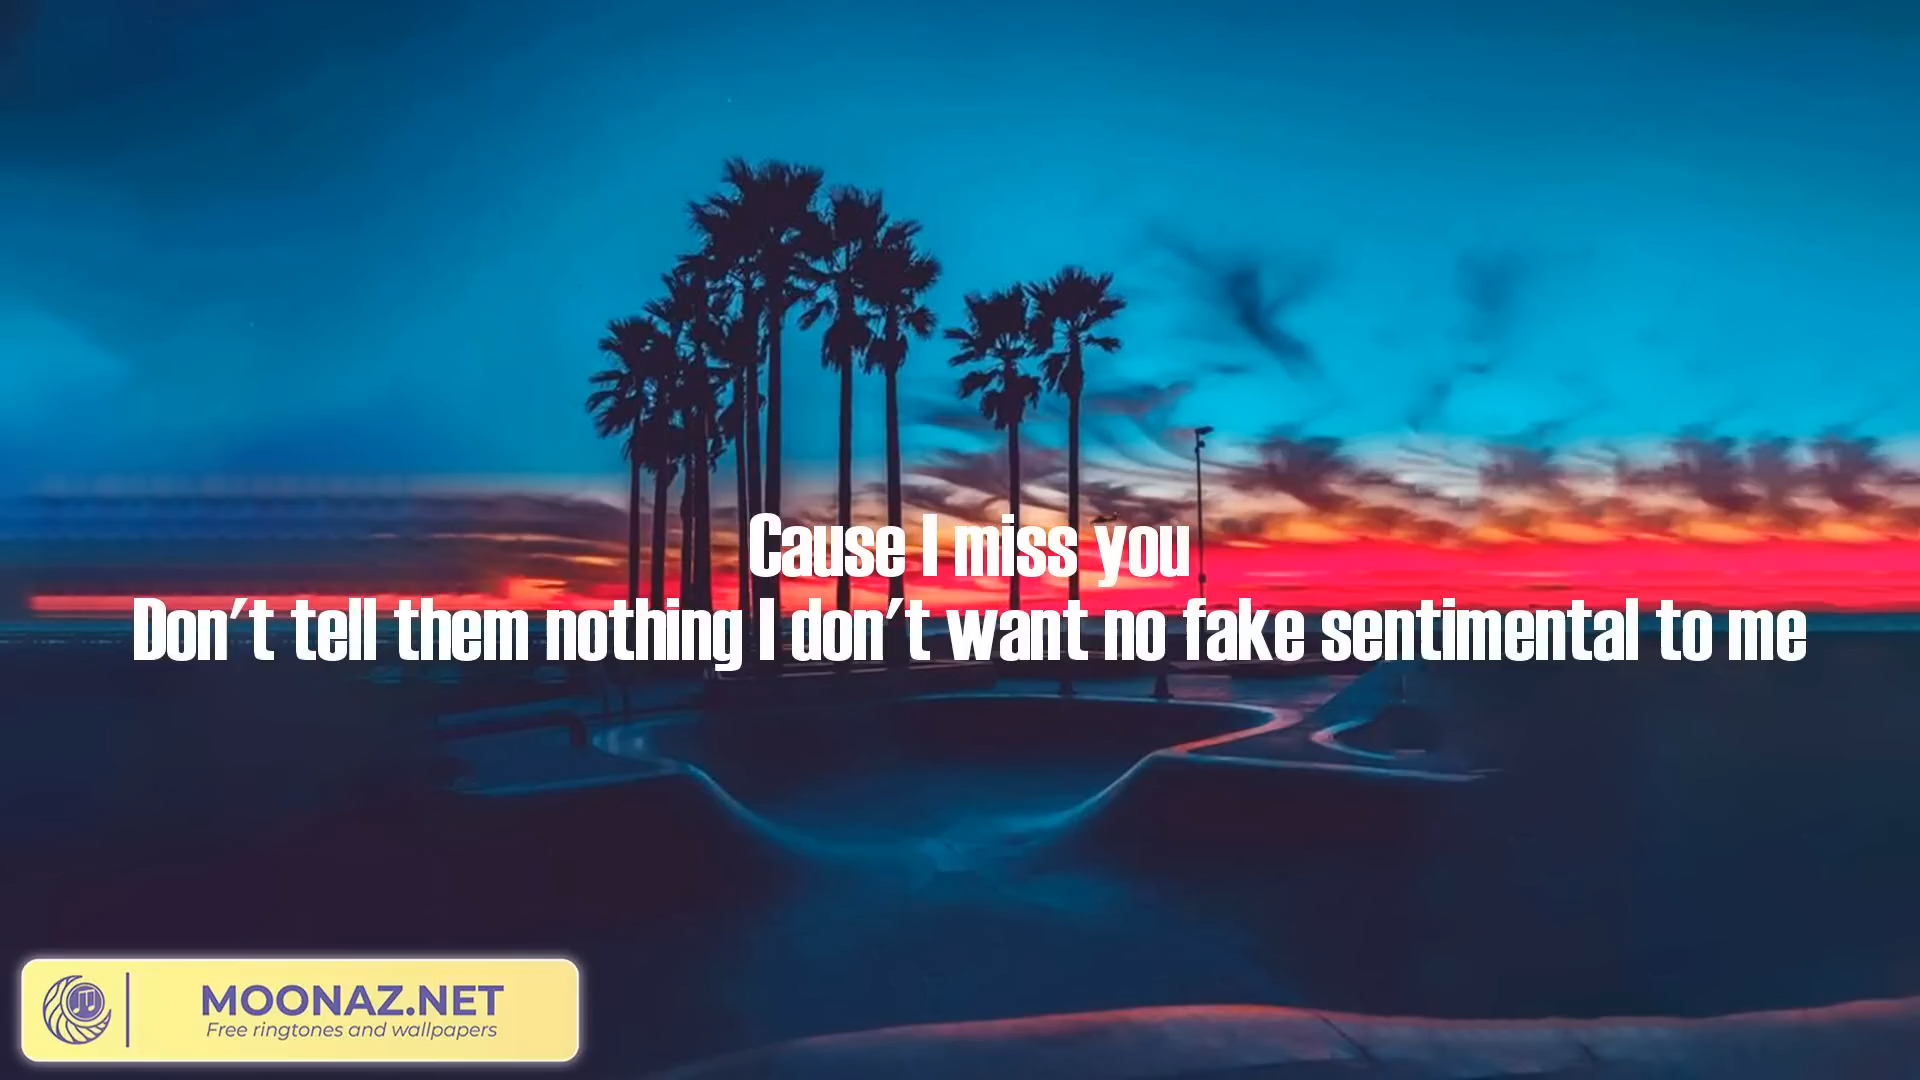 Cause I miss you
Don't tell them nothing I don't want no fake sentimental to me
MOONAZ.NET
Free ringtones and wallpapers